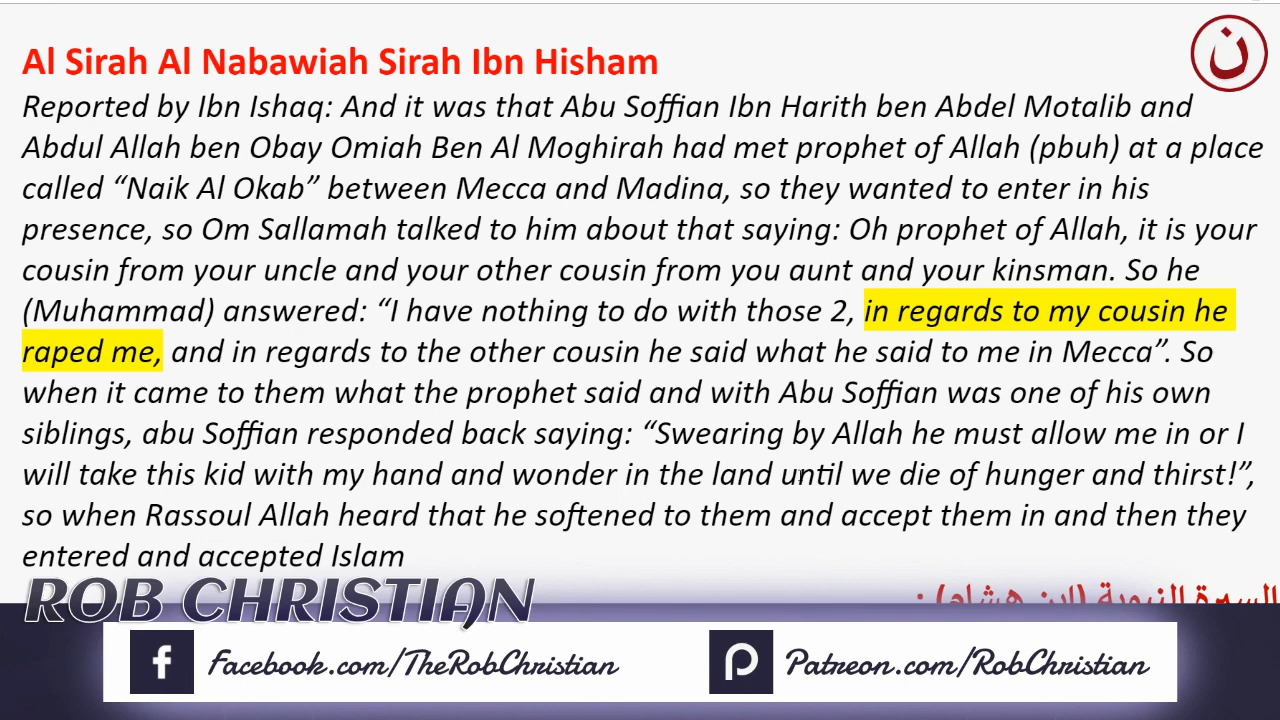 Al Sirah Al Nabawiah Sirah Ibn Hisham
ن
Reported by Ibn Ishaq: And it was that Abu Soffian Ibn Harith ben Abdel Motalib and
Abdul Allah ben Obay Omiah Ben Al Moghirah had met prophet of Allah (pbuh) at a place
called “Naik Al Okab” between Mecca and Madina, so they wanted to enter in his
presence, so Om Sallamah talked to him about that saying: Oh prophet of Allah, it is your
cousin from your uncle and your other cousin from you aunt and your kinsman. So he
(Muhammad) answered: “I have nothing to do with those 2, in regards to my cousin he
raped me, and in regards to the other cousin he said what he said to me in Mecca”. So
when it came to them what the prophet said and with Abu Soffian was one of his own
siblings, abu Soffian responded back saying: “Swearing by Allah he must allow me in or I
will take this kid with my hand and wonder in the land until we die of hunger and thirst!”,
so when Rassoul Allah heard that he softened to them and accept them in and then they
entered and accepted Islam
السيرة النبوية (ابن هشام) :
ROB CHRISTIAN
Facebook.com/TheRobChristian
Patreon.com/RobChristian